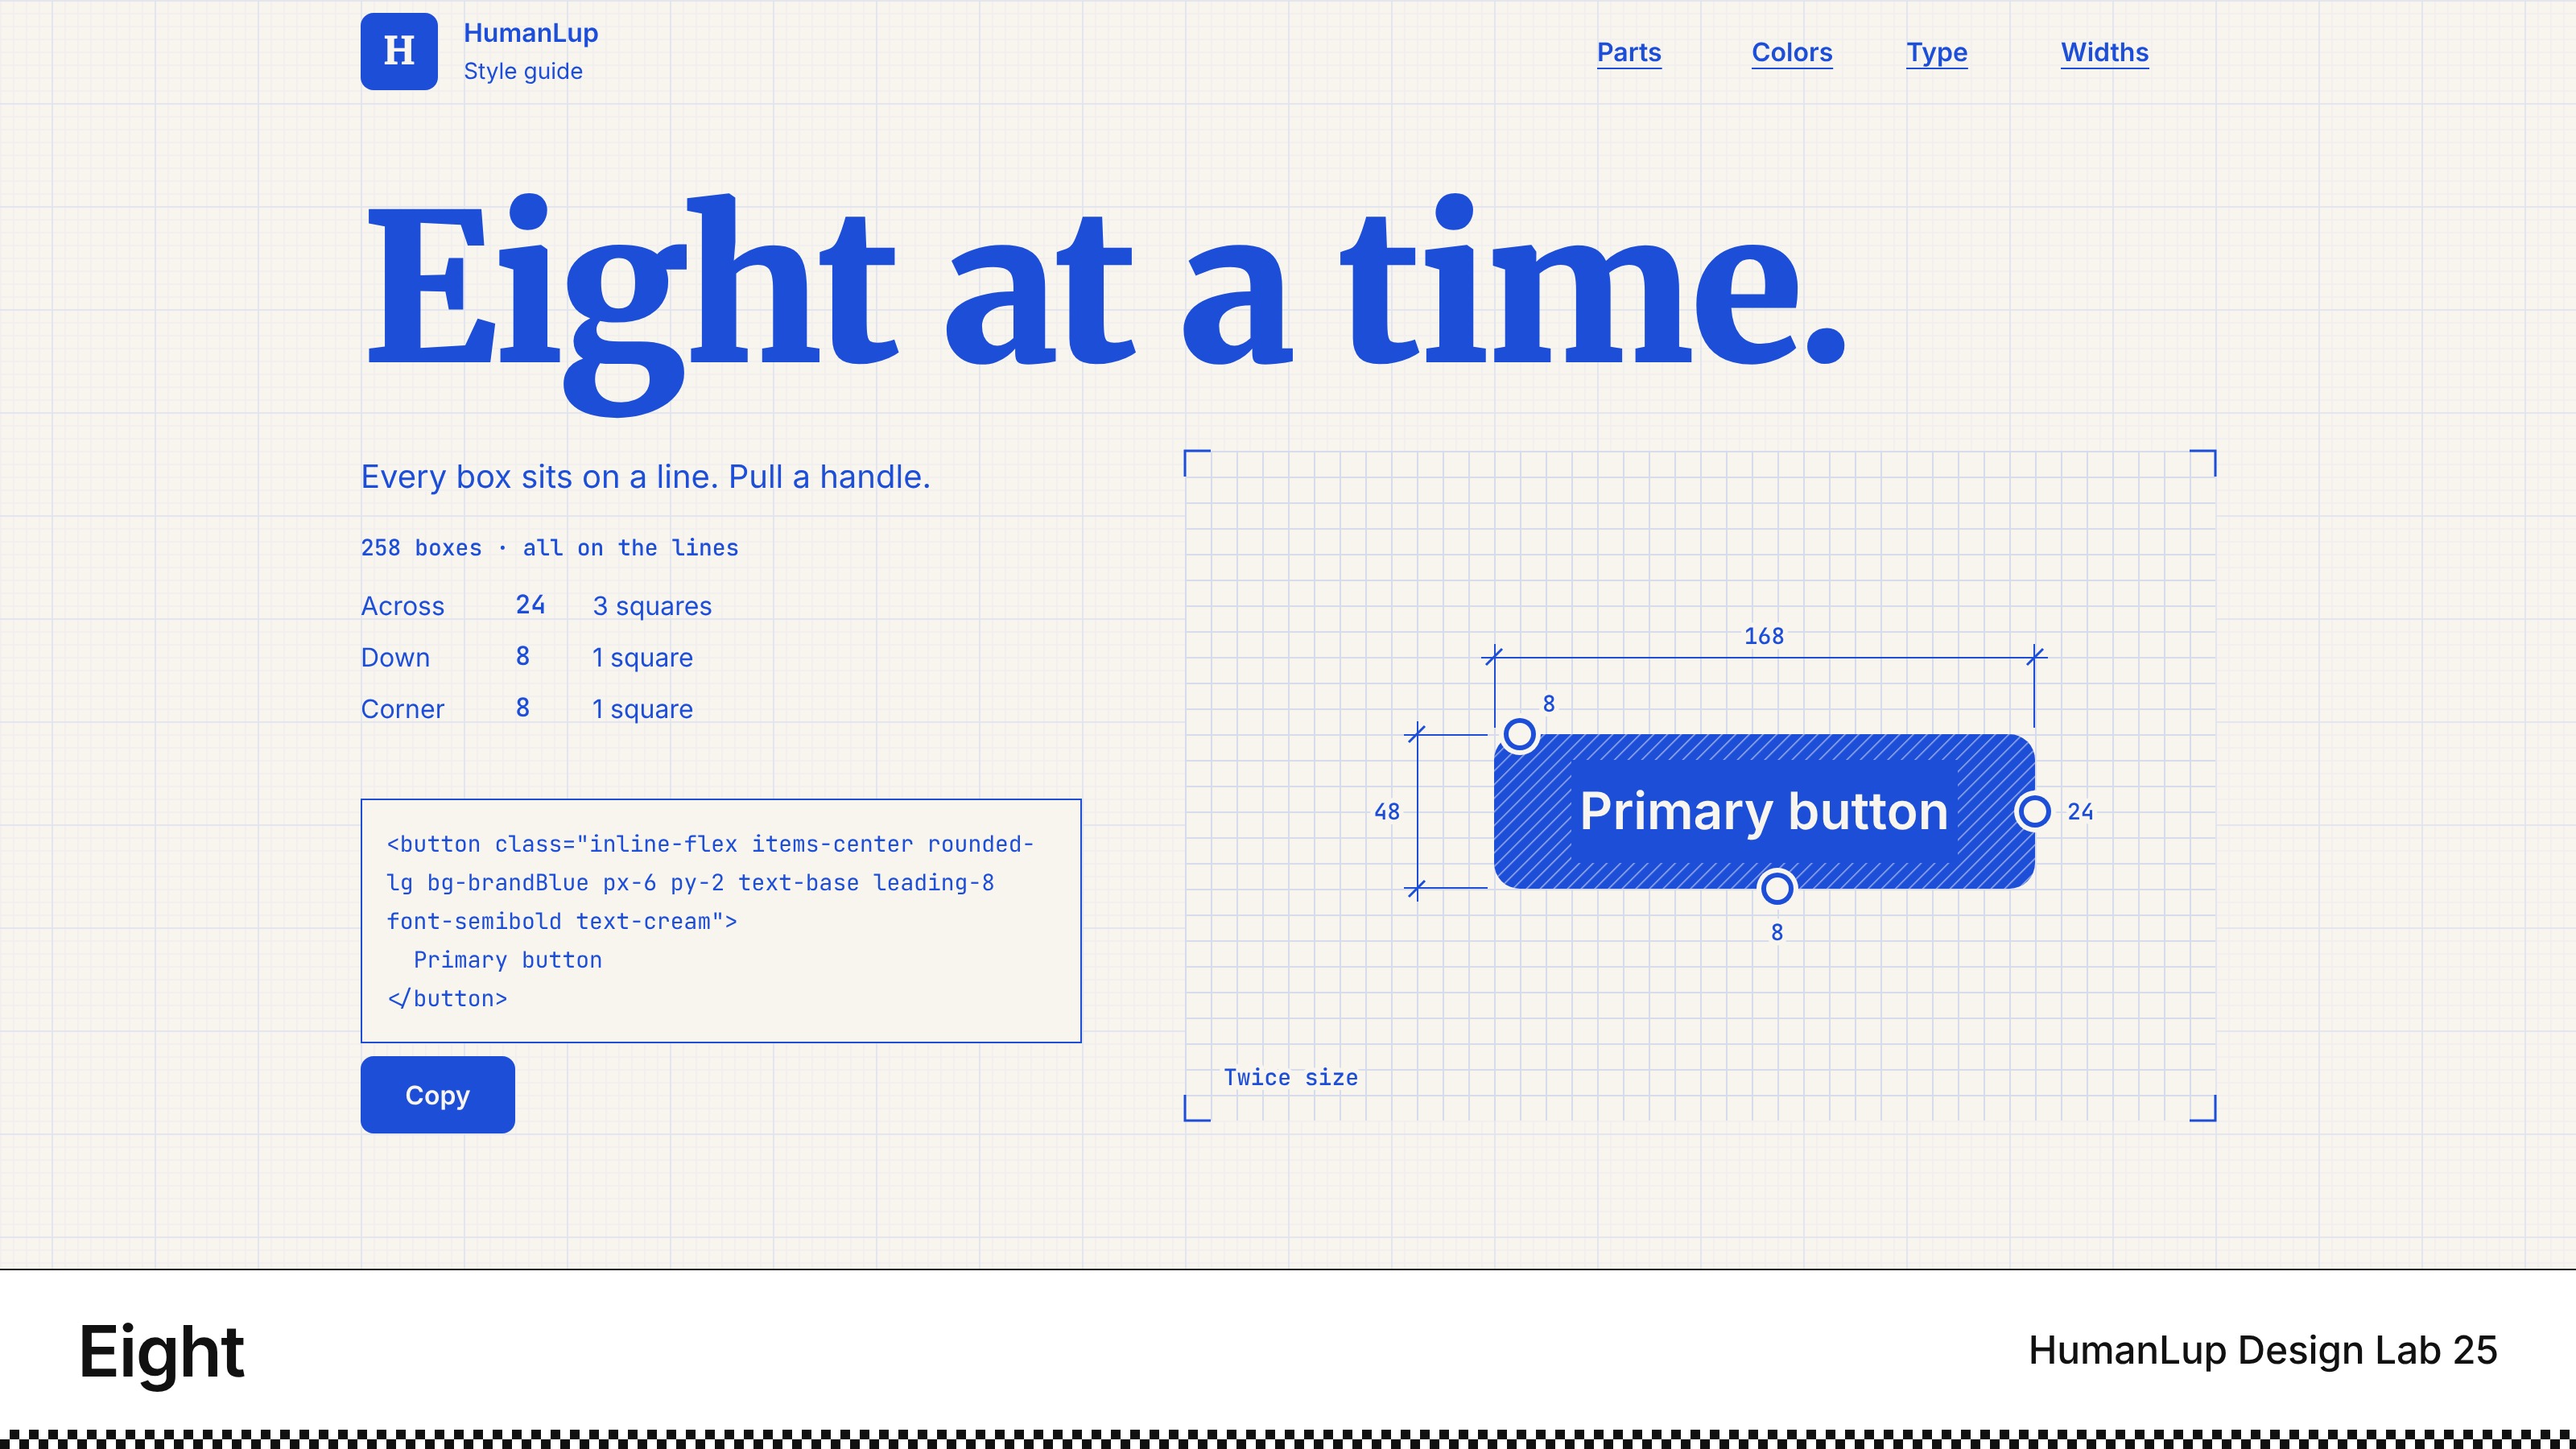 H
HumanLup
Style guide
Parts
Colors
Type
Widths
Eight at a time.
Every box sits on a line. Pull a handle.
258 boxes · all on the lines
Across 24 3 squares
Down 8 1 square
Corner 8 1 square
<button class="inline-flex items-center rounded-
lg bg-brandBlue px-6 py-2 text-base leading-8
font-semibold text-cream">
  Primary button
</button>
Copy
168
8
48
Primary button
24
8
Twice size
Eight
HumanLup Design Lab 25